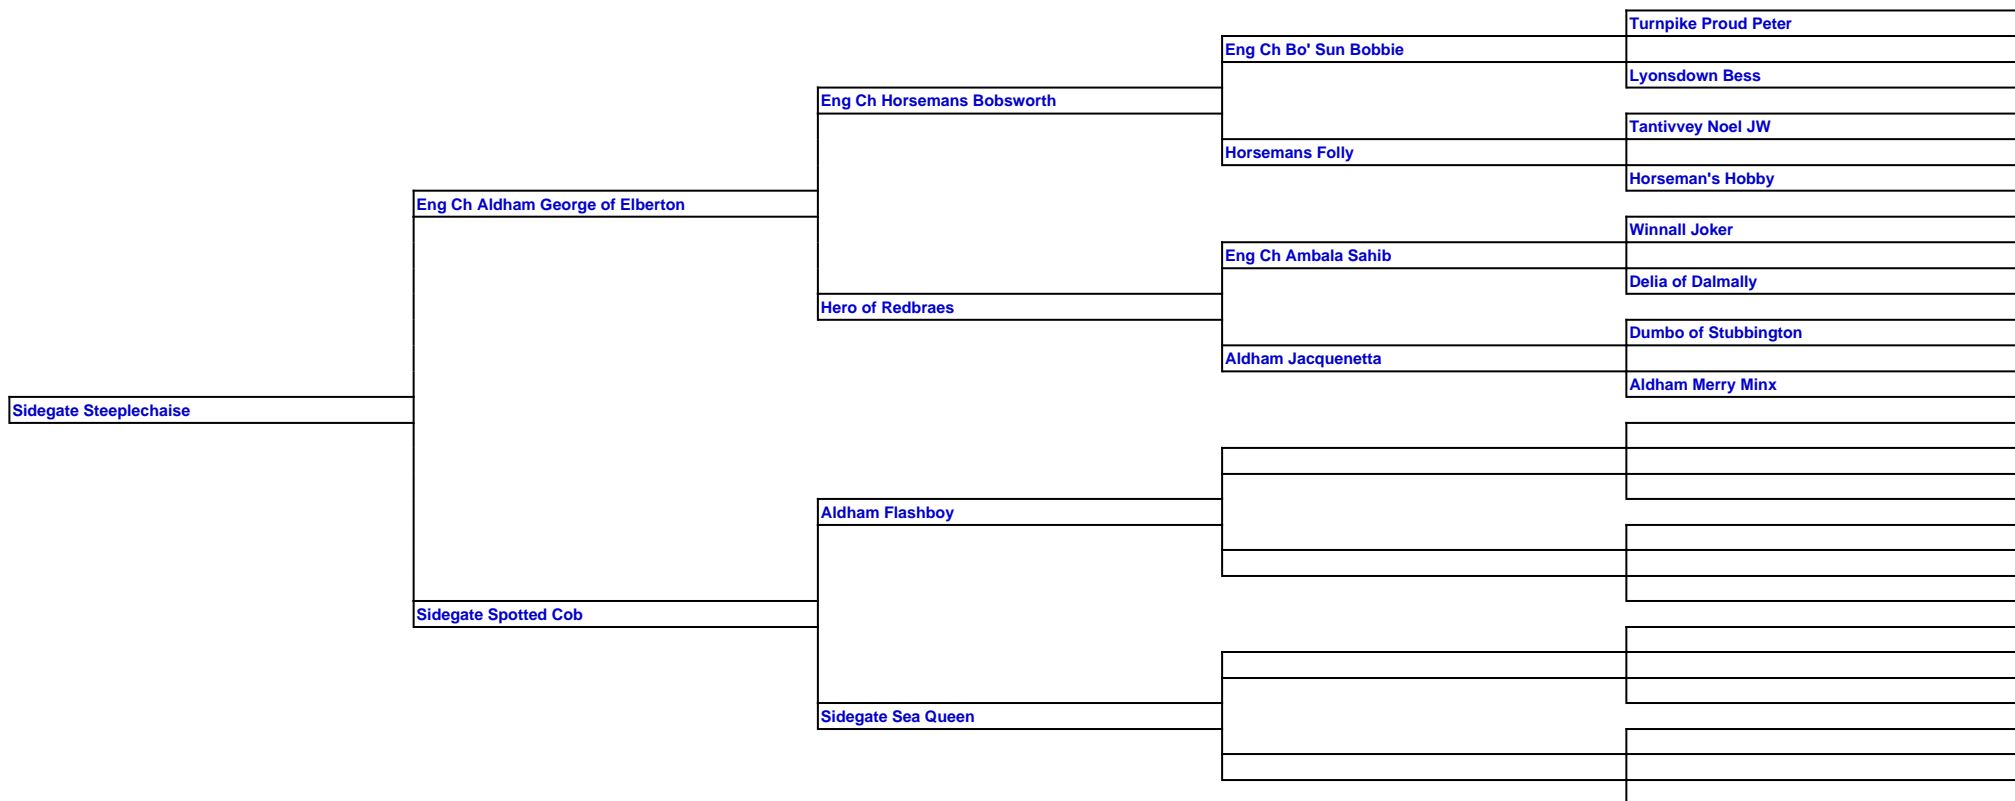 Turnpike Proud Peter
Eng Ch Bo' Sun Bobbie
Lyonsdown Bess
Eng Ch Horsemans Bobsworth
Tantivvey Noel JW
Horsemans Folly
Horseman's Hobby
Eng Ch Aldham George of Elberton
Winnall Joker
Eng Ch Ambala Sahib
Delia of Dalmally
Hero of Redbraes
Dumbo of Stubbington
Aldham Jacquenetta
Aldham Merry Minx
Sidegate Steeplechaise
Aldham Flashboy
Sidegate Spotted Cob
Sidegate Sea Queen